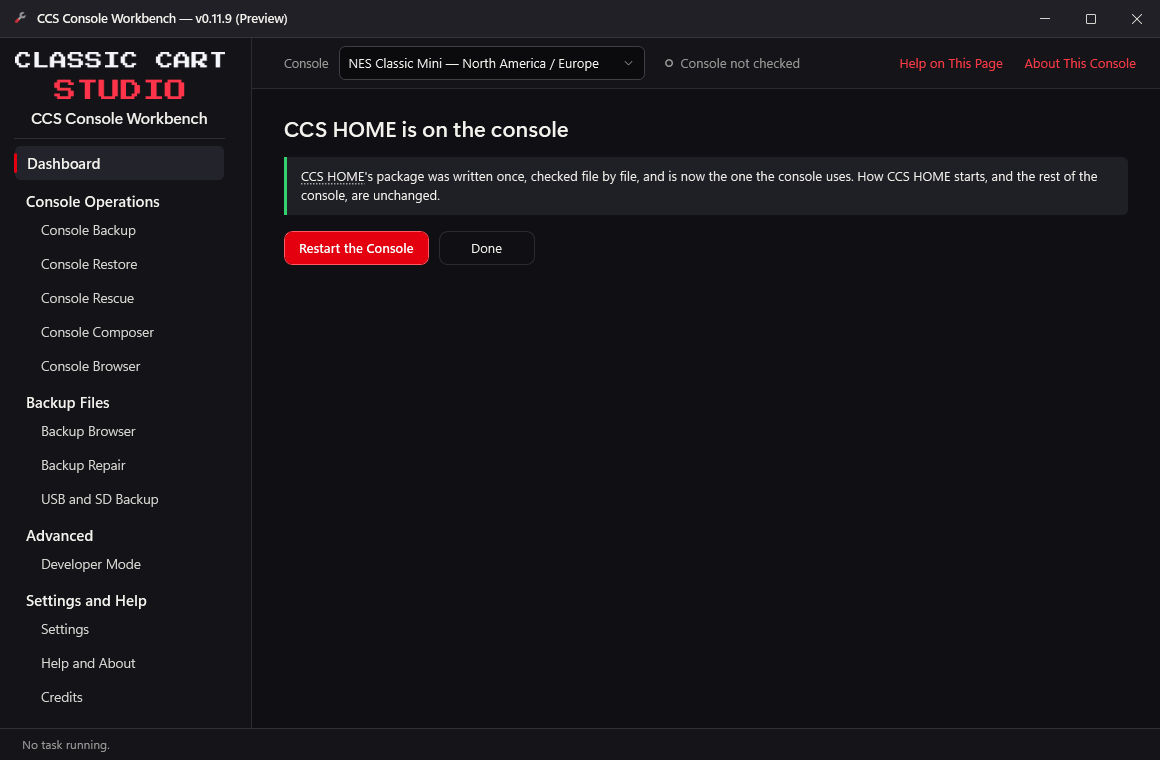 CCS Console Workbench — v0.11.9 (Preview)
CLASSIC CART
STUDIO
CCS Console Workbench
Dashboard
Console Operations
Console Backup
Console Restore
Console Rescue
Console Composer
Console Browser
Backup Files
Backup Browser
Backup Repair
USB and SD Backup
Advanced
Developer Mode
Settings and Help
Settings
Help and About
Credits
Console
NES Classic Mini — North America / Europe
Console not checked
Help on This Page
About This Console
CCS HOME is on the console
CCS HOME's package was written once, checked file by file, and is now the one the console uses. How CCS HOME starts, and the rest of the
console, are unchanged.
Restart the Console
Done
No task running.